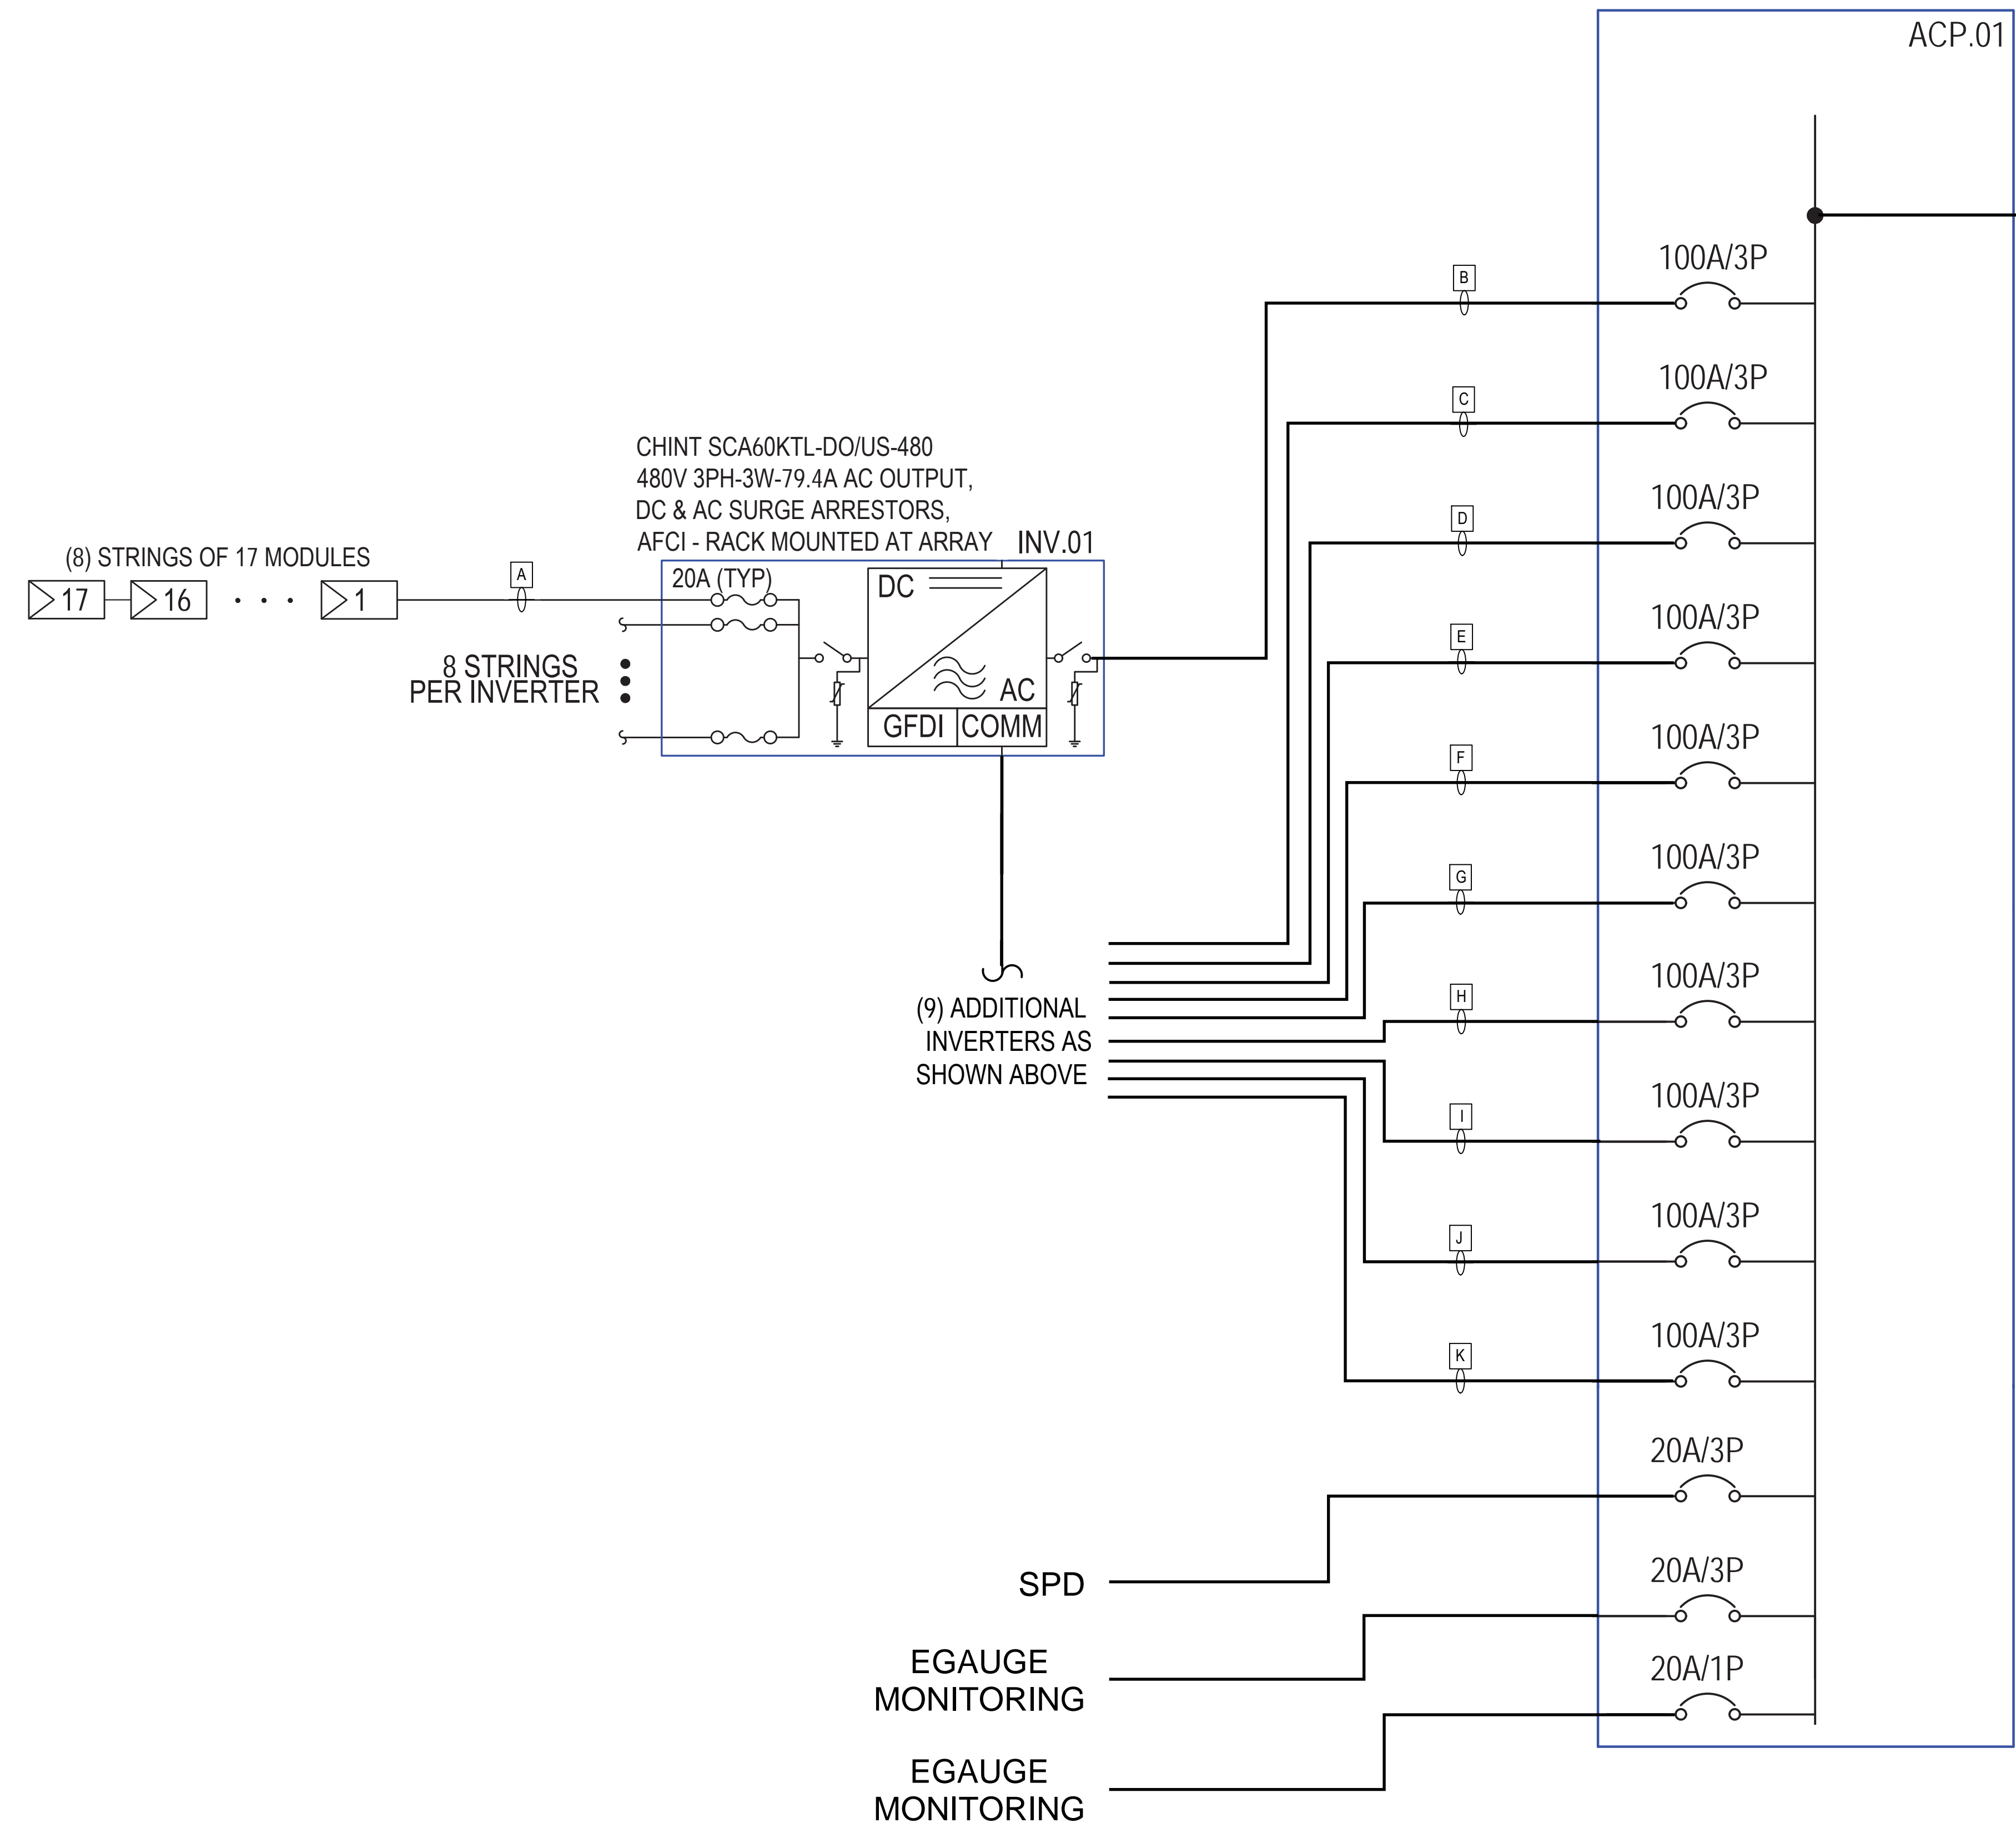 ACP.01
100A/3P
B
100A/3P
C
CHINT SCA60KTL-DO/US-480
480V 3PH-3W-79.4A AC OUTPUT,
DC & AC SURGE ARRESTORS,
AFCI - RACK MOUNTED AT ARRAY
INV.01
100A/3P
D
(8) STRINGS OF 17 MODULES
17
16
1
A
20A (TYP)
DC
AC
GFDI
COMM
8 STRINGS
PER INVERTER
100A/3P
E
100A/3P
F
100A/3P
G
100A/3P
H
(9) ADDITIONAL
INVERTERS AS
SHOWN ABOVE
100A/3P
I
100A/3P
J
100A/3P
K
20A/3P
SPD
20A/3P
EGAUGE
MONITORING
20A/1P
EGAUGE
MONITORING